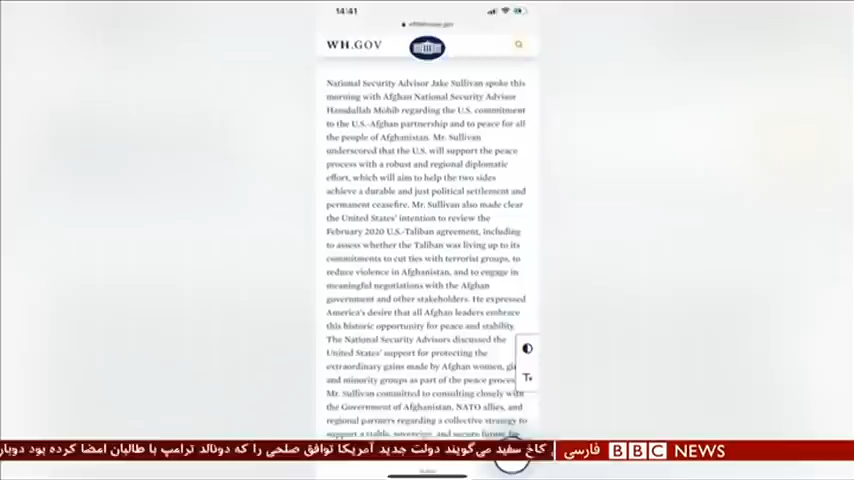 14:41
whitehouse.gov
WH.GOV
National Security Advisor Jake Sullivan spoke this
morning with Afghan National Security Advisor
Hamdullah Mohib regarding the U.S. commitment
to the U.S.-Afghan partnership and to peace for all
the people of Afghanistan. Mr. Sullivan
underscored that the U.S. will support the peace
process with a robust and regional diplomatic
effort, which will aim to help the two sides
achieve a durable and just political settlement and
permanent ceasefire. Mr. Sullivan also made clear
the United States' intention to review the
February 2020 U.S.-Taliban agreement, including
to assess whether the Taliban was living up to its
commitments to cut ties with terrorist groups, to
reduce violence in Afghanistan, and to engage in
meaningful negotiations with the Afghan
government and other stakeholders. He expressed
America's desire that all Afghan leaders embrace
this historic opportunity for peace and stability.
The National Security Advisors discussed the
United States' support for protecting the
extraordinary gains made by Afghan women,
and minority groups as part of the peace
Mr. Sullivan committed to consulting closely with
the Government of Afghanistan, NATO allies, and
regional partners regarding a collective strategy to
support a stable, sovereign, and secure future for
کاخ سفید می‌گویند دولت جدید آمریکا توافق صلحی را که دونالد ترامپ با طالبان امضا کرده بود
BBC NEWS فارسی